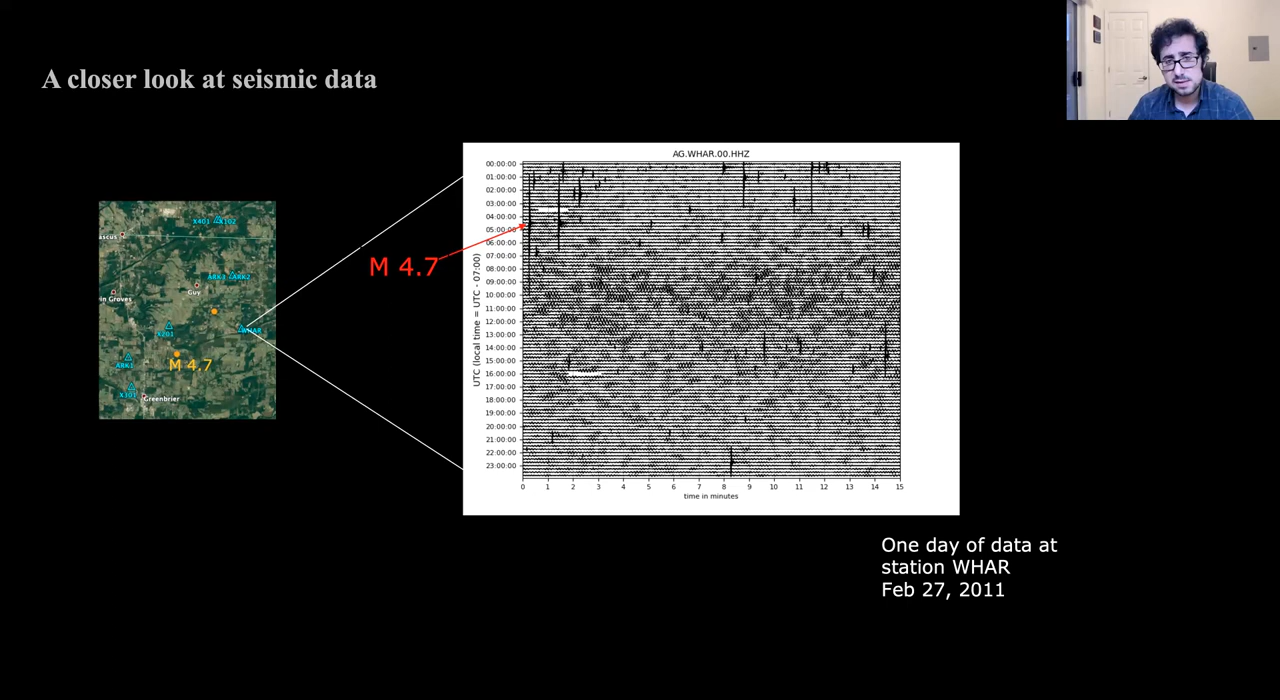 A closer look at seismic data
X401 X102
ascus
ARK3 ARK2
Guy
in Groves
WHAR
X201
M 4.7
ARK1
X301
Greenbrier
M 4.7
AG.WHAR.00.HHZ
UTC (local time = UTC - 07:00)
00:00:00
01:00:00
02:00:00
03:00:00
04:00:00
05:00:00
06:00:00
07:00:00
08:00:00
09:00:00
10:00:00
11:00:00
12:00:00
13:00:00
14:00:00
15:00:00
16:00:00
17:00:00
18:00:00
19:00:00
20:00:00
21:00:00
22:00:00
23:00:00
0 1 2 3 4 5 6 7 8 9 10 11 12 13 14 15
time in minutes
One day of data at
station WHAR
Feb 27, 2011